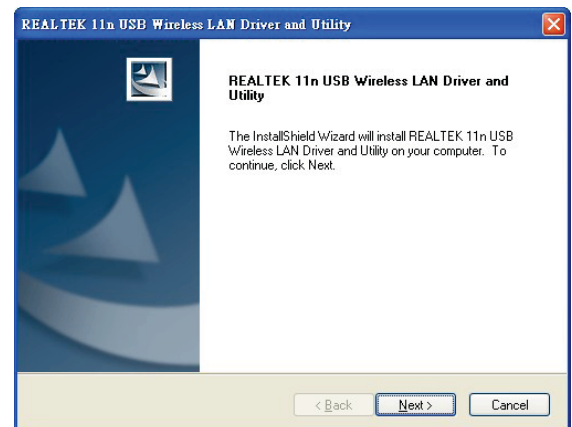 REALTEK 11n USB Wireless LAN Driver and Utility
REALTEK 11n USB Wireless LAN Driver and
Utility
The InstallShield Wizard will install REALTEK 11n USB
Wireless LAN Driver and Utility on your computer. To
continue, click Next.
< Back
Next >
Cancel